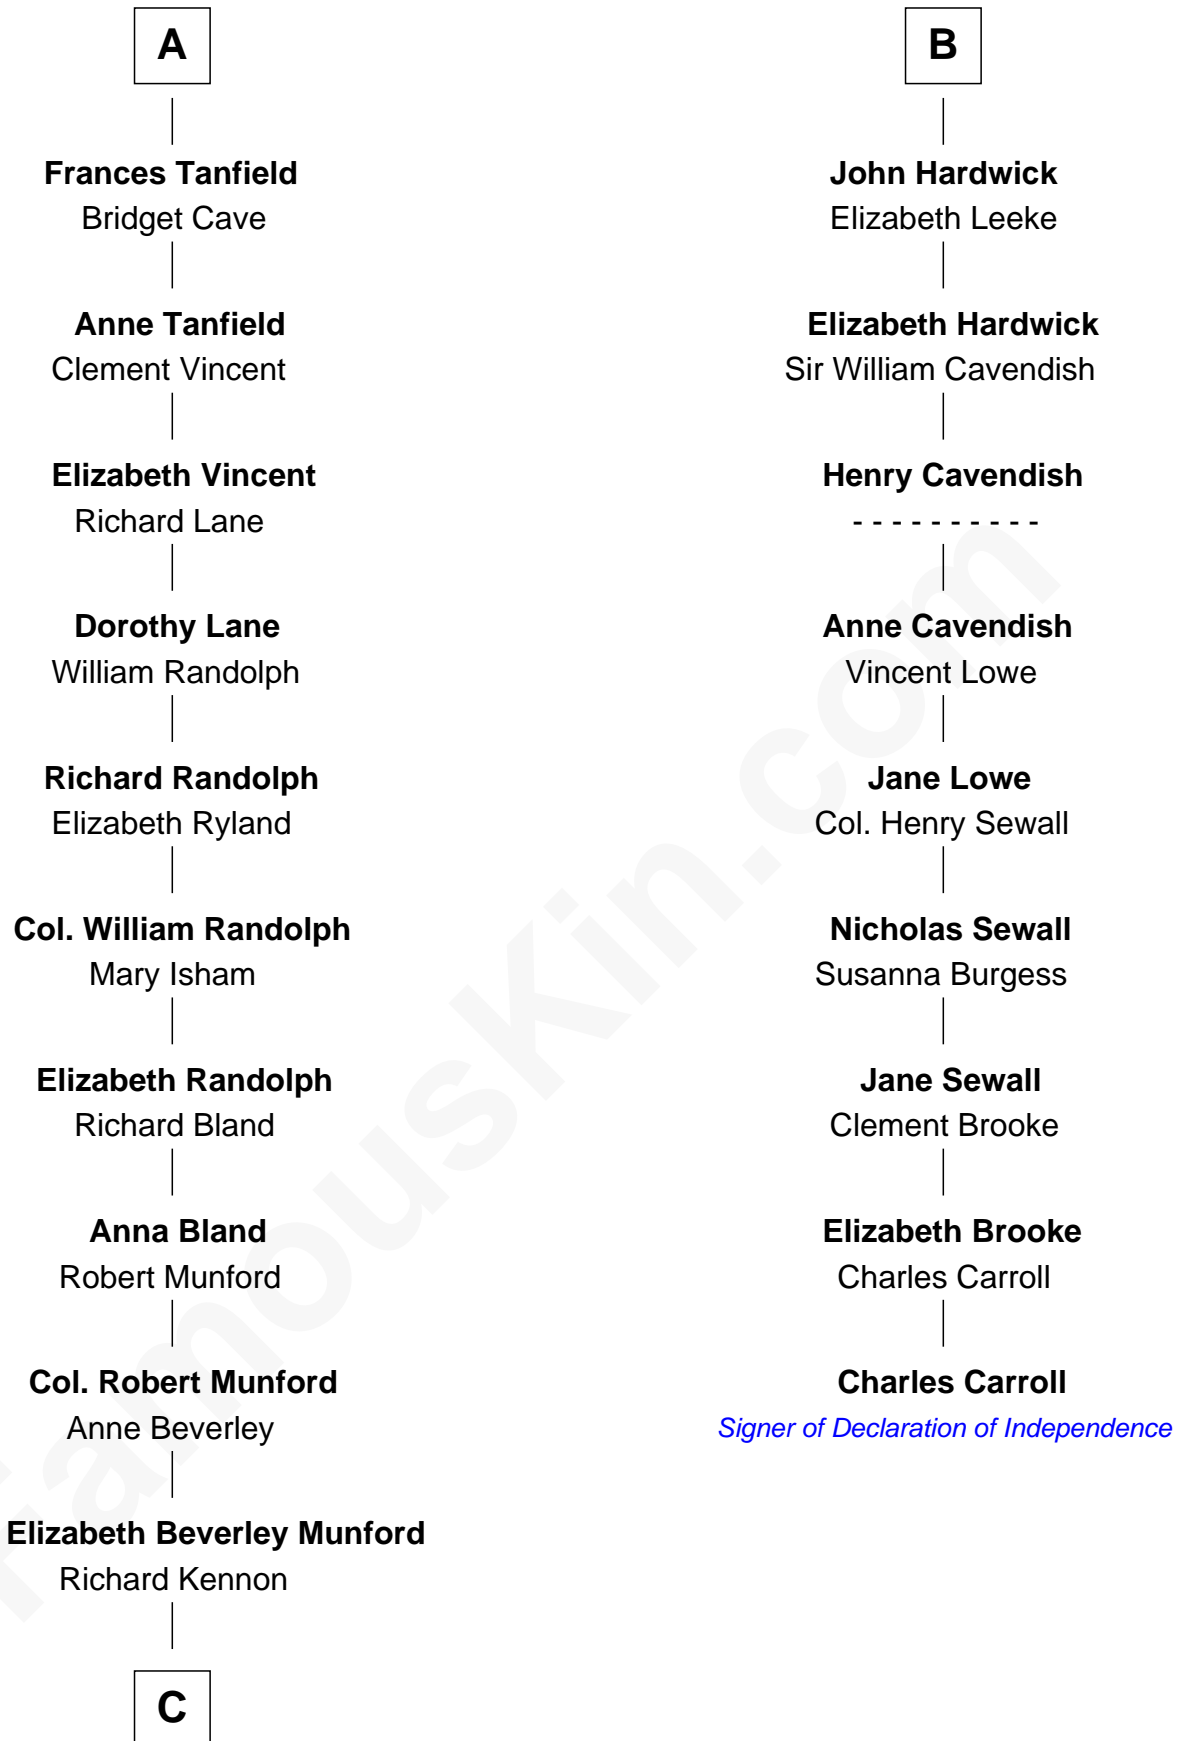 A
Frances Tanfield
Bridget Cave
Anne Tanfield
Clement Vincent
Elizabeth Vincent
Richard Lane
Dorothy Lane
William Randolph
Richard Randolph
Elizabeth Ryland
Col. William Randolph
Mary Isham
Elizabeth Randolph
Richard Bland
Anna Bland
Robert Munford
Col. Robert Munford
Anne Beverley
Elizabeth Beverley Munford
Richard Kennon
C
B
John Hardwick
Elizabeth Leeke
Elizabeth Hardwick
Sir William Cavendish
Henry Cavendish
- - - - - - - - - -
Anne Cavendish
Vincent Lowe
Jane Lowe
Col. Henry Sewall
Nicholas Sewall
Susanna Burgess
Jane Sewall
Clement Brooke
Elizabeth Brooke
Charles Carroll
Charles Carroll
Signer of Declaration of Independence
FamousKin.com